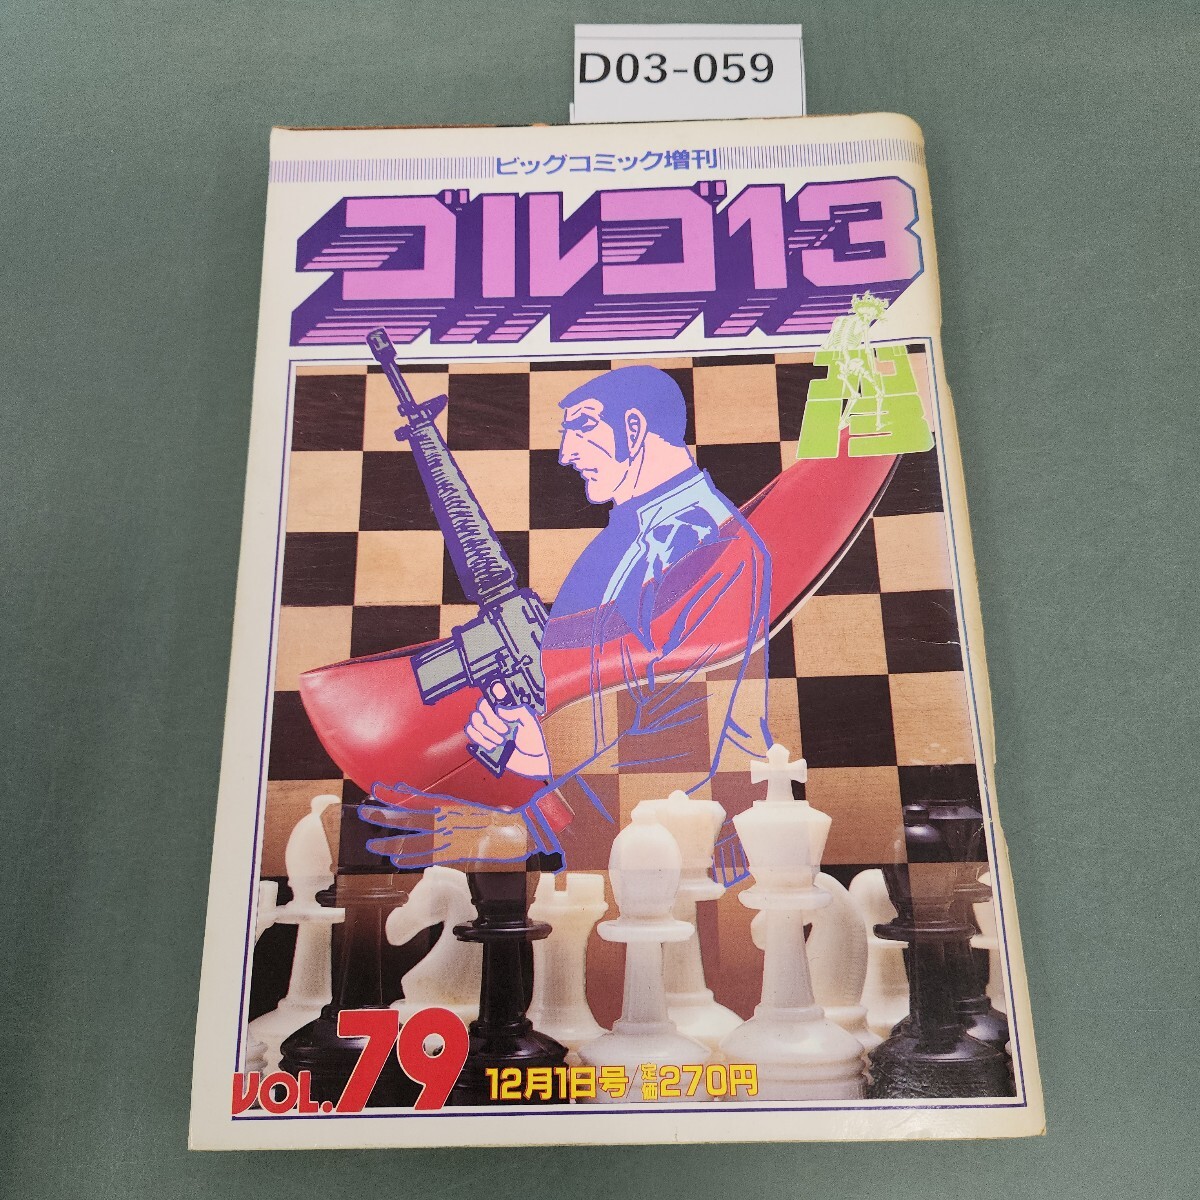 D03-059
ビッグコミック増刊
ゴルゴ13
VOL.79
12月1日号/定価270円